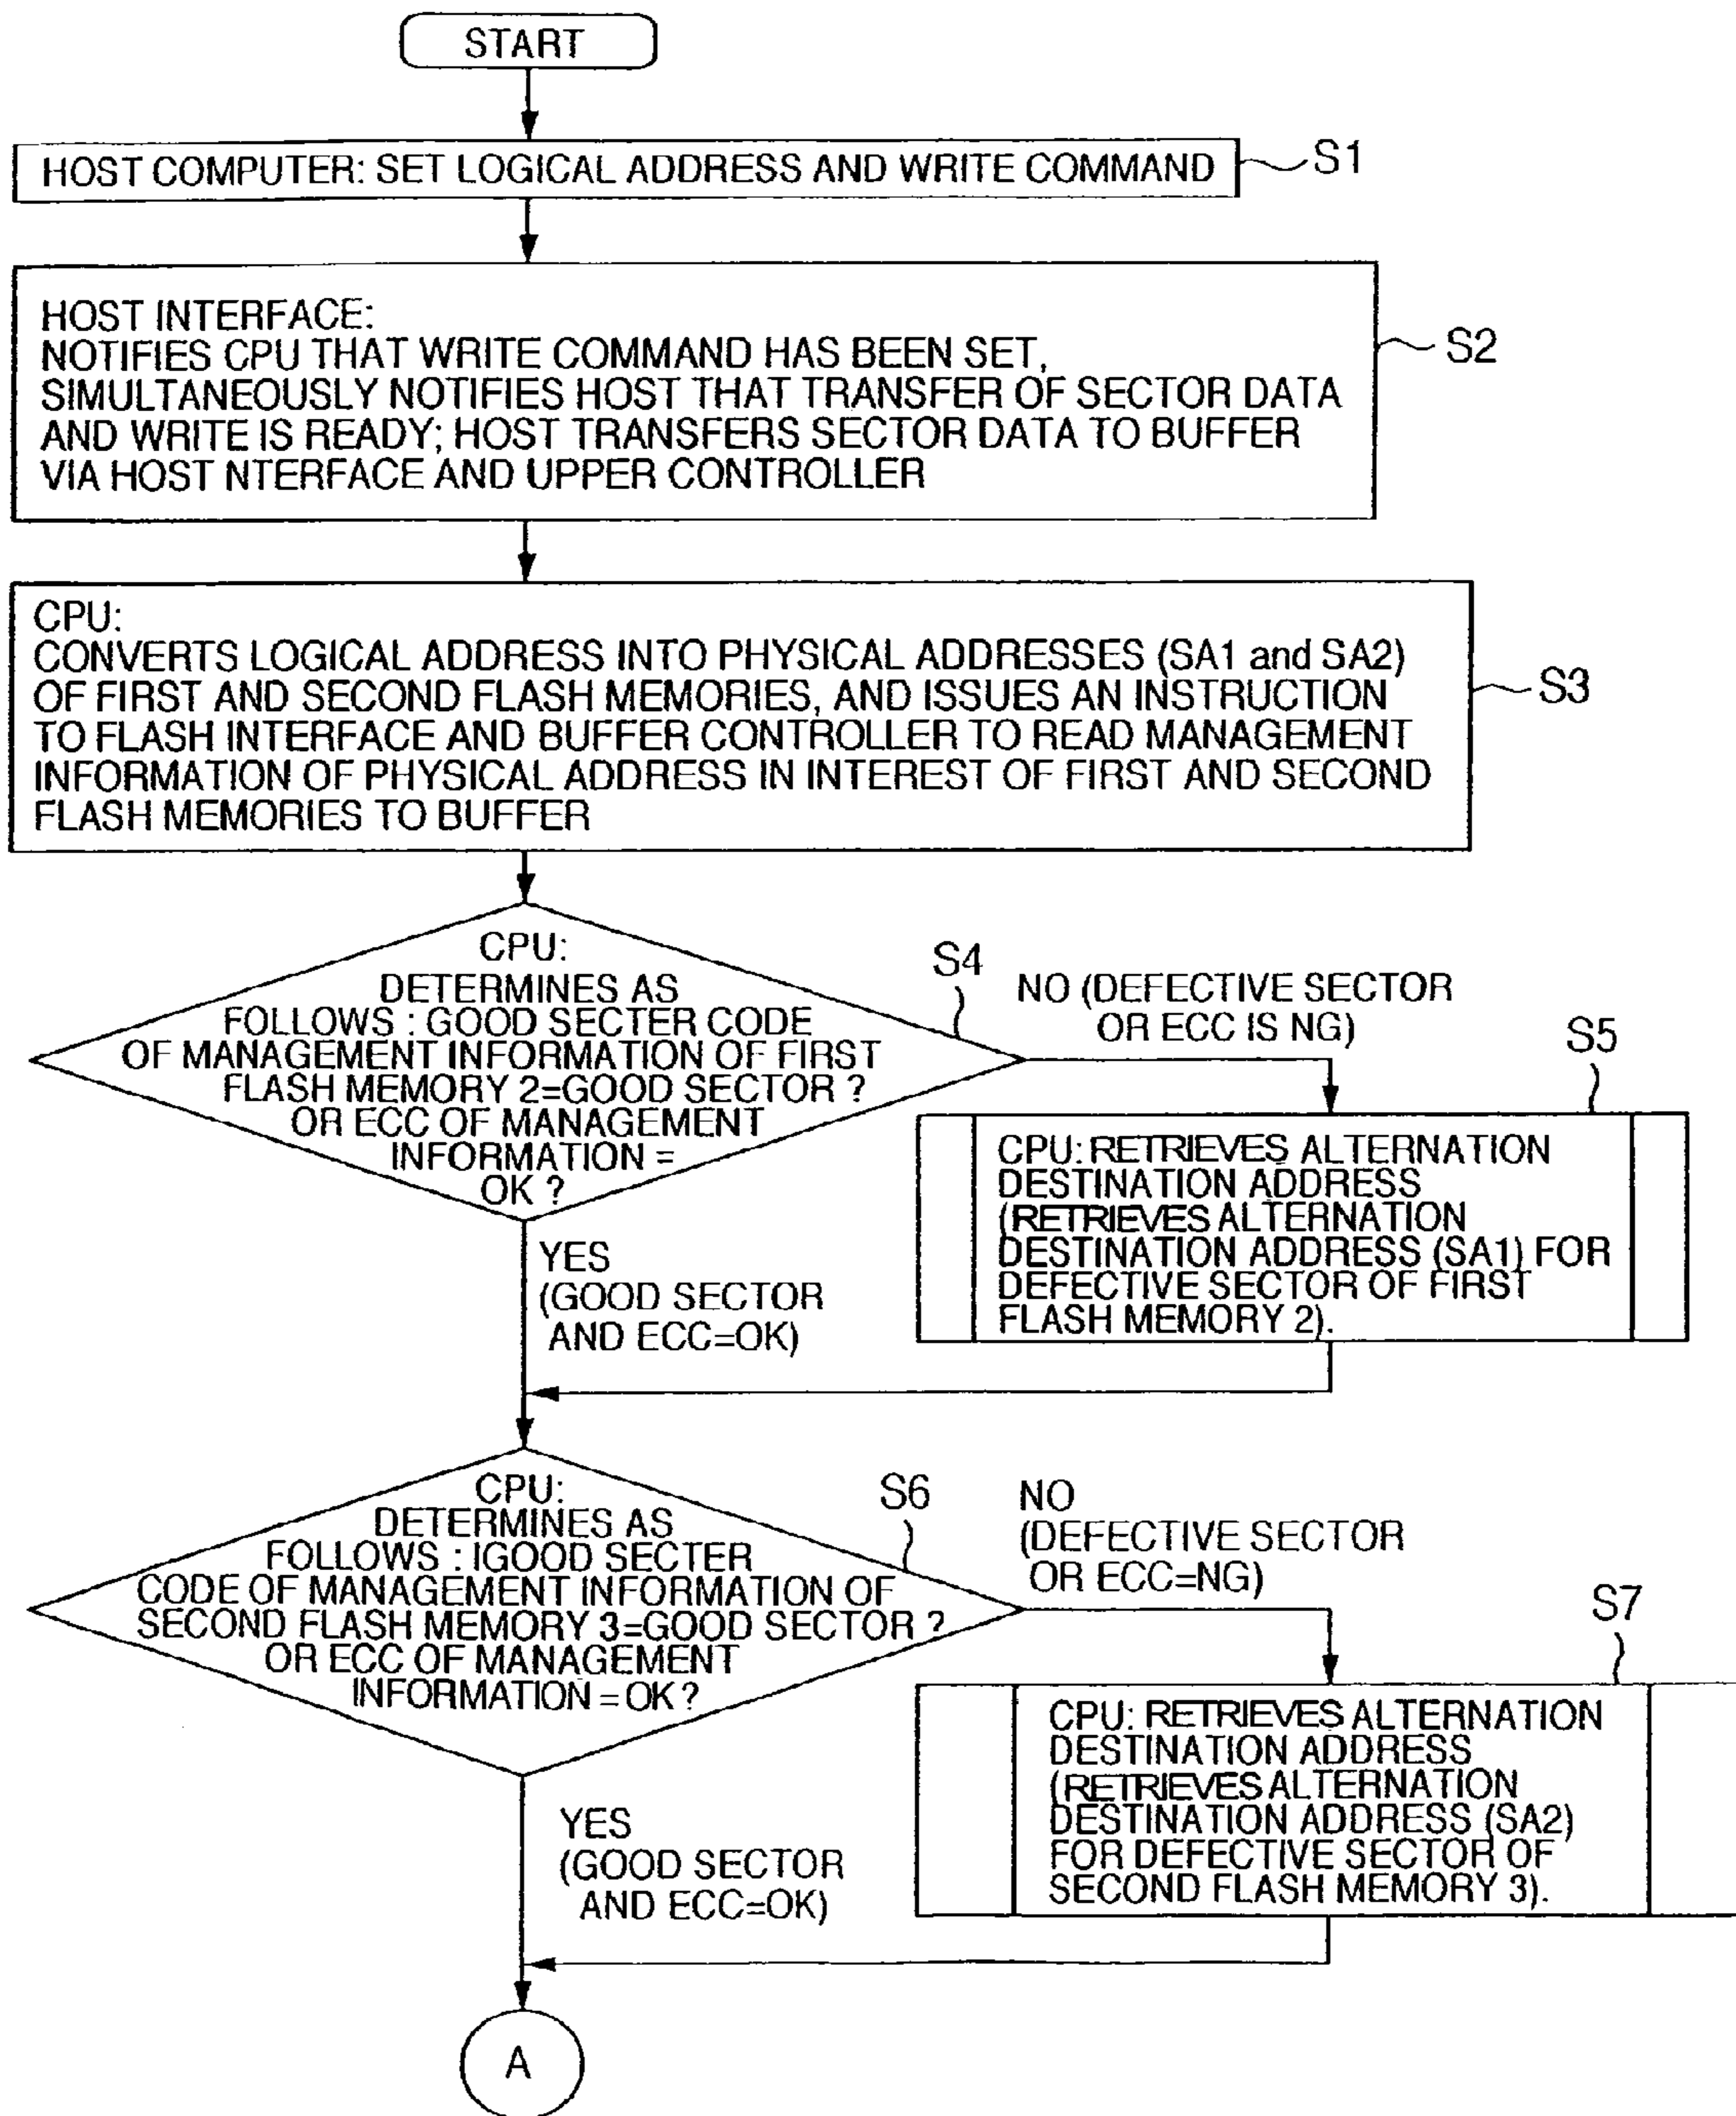 START
HOST COMPUTER: SET LOGICAL ADDRESS AND WRITE COMMAND
S1
HOST INTERFACE:
NOTIFIES CPU THAT WRITE COMMAND HAS BEEN SET,
SIMULTANEOUSLY NOTIFIES HOST THAT TRANSFER OF SECTOR DATA
AND WRITE IS READY; HOST TRANSFERS SECTOR DATA TO BUFFER
VIA HOST NTERFACE AND UPPER CONTROLLER
S2
CPU:
CONVERTS LOGICAL ADDRESS INTO PHYSICAL ADDRESSES (SA1 and SA2)
OF FIRST AND SECOND FLASH MEMORIES, AND ISSUES AN INSTRUCTION
TO FLASH INTERFACE AND BUFFER CONTROLLER TO READ MANAGEMENT
INFORMATION OF PHYSICAL ADDRESS IN INTEREST OF FIRST AND SECOND
FLASH MEMORIES TO BUFFER
S3
CPU:
DETERMINES AS
FOLLOWS : GOOD SECTER CODE
OF MANAGEMENT INFORMATION OF FIRST
FLASH MEMORY 2=GOOD SECTOR ?
OR ECC OF MANAGEMENT
INFORMATION =
OK ?
S4
NO (DEFECTIVE SECTOR
OR ECC IS NG)
S5
CPU: RETRIEVES ALTERNATION
DESTINATION ADDRESS
(RETRIEVES ALTERNATION
DESTINATION ADDRESS (SA1) FOR
DEFECTIVE SECTOR OF FIRST
FLASH MEMORY 2).
YES
(GOOD SECTOR
AND ECC=OK)
CPU:
DETERMINES AS
FOLLOWS : IGOOD SECTER
CODE OF MANAGEMENT INFORMATION OF
SECOND FLASH MEMORY 3=GOOD SECTOR ?
OR ECC OF MANAGEMENT
INFORMATION = OK ?
S6
NO
(DEFECTIVE SECTOR
OR ECC=NG)
S7
CPU: RETRIEVES ALTERNATION
DESTINATION ADDRESS
(RETRIEVES ALTERNATION
DESTINATION ADDRESS (SA2)
FOR DEFECTIVE SECTOR OF
SECOND FLASH MEMORY 3).
YES
(GOOD SECTOR
AND ECC=OK)
A